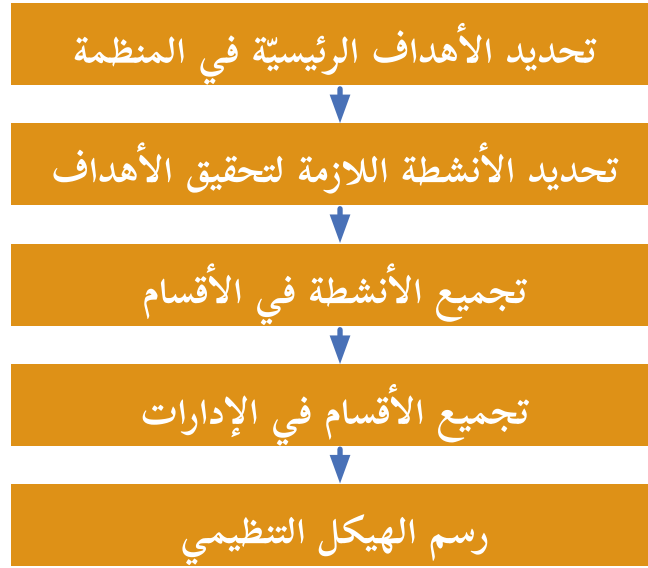 تحديد الأهداف الرئيسيّة في المنظمة
تحديد الأنشطة اللازمة لتحقيق الأهداف
تجميع الأنشطة في الأقسام
تجميع الأقسام في الإدارات
رسم الهيكل التنظيمي